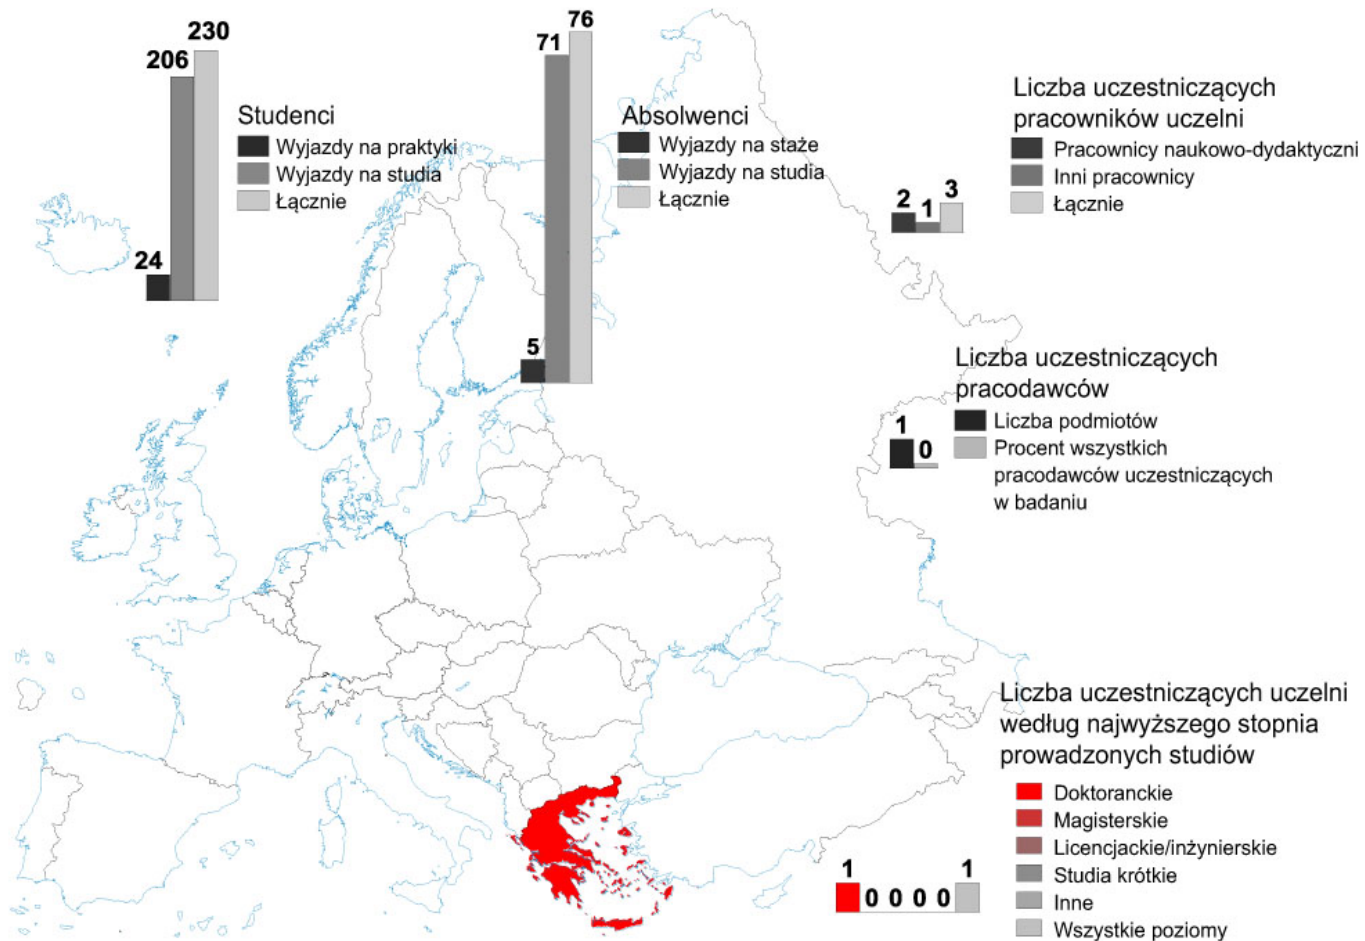 230
206
24
Studenci
Wyjazdy na praktyki
Wyjazdy na studia
Łącznie
76
71
5
Absolwenci
Wyjazdy na staże
Wyjazdy na studia
Łącznie
Liczba uczestniczących
pracowników uczelni
Pracownicy naukowo-dydaktyczni
Inni pracownicy
Łącznie
2 1 3
Liczba uczestniczących
pracodawców
Liczba podmiotów
Procent wszystkich
pracodawców uczestniczących
w badaniu
1 0
Liczba uczestniczących uczelni
według najwyższego stopnia
prowadzonych studiów
Doktoranckie
Magisterskie
Licencjackie/inżynierskie
Studia krótkie
Inne
Wszystkie poziomy
1 0 0 0 0 1